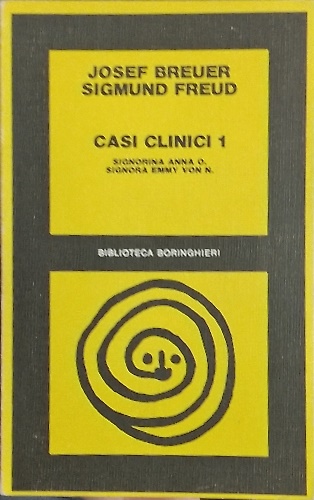 JOSEF BREUER
SIGMUND FREUD
CASI CLINICI 1
SIGNORINA ANNA O.
SIGNORA EMMY VON N.
BIBLIOTECA BORINGHIERI